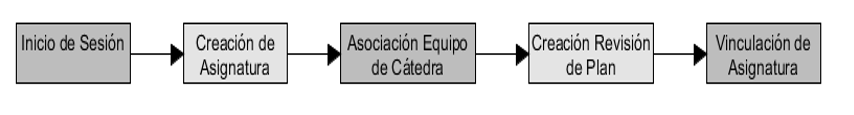 Inicio de Sesión
Creación de
Asignatura
Asociación Equipo
de Cátedra
Creación Revisión
de Plan
Vinculación de
Asignatura